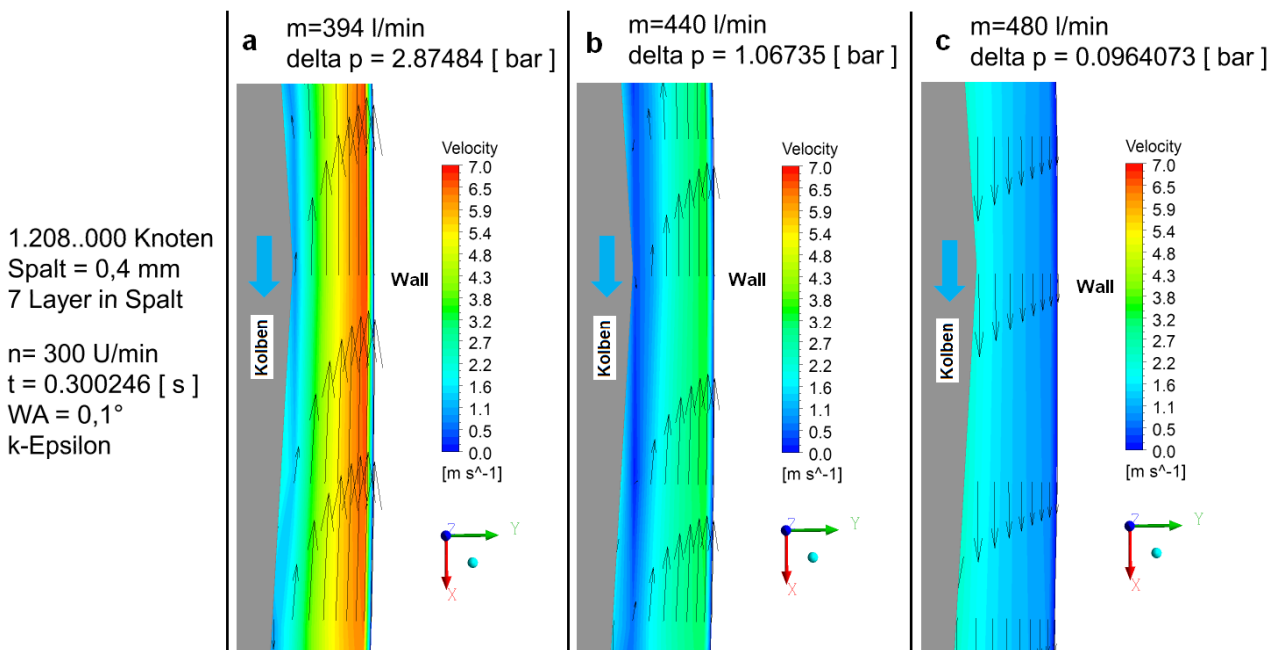 1.208..000 Knoten
Spalt = 0,4 mm
7 Layer in Spalt
n= 300 U/min
t = 0.300246 [ s ]
WA = 0,1°
k-Epsilon
a
m=394 l/min
delta p = 2.87484 [ bar ]
Kolben
Wall
Velocity
7.0
6.5
5.9
5.4
4.8
4.3
3.8
3.2
2.7
2.2
1.6
1.1
0.5
0.0
[m s^-1]
Z
Y
X
b
m=440 l/min
delta p = 1.06735 [ bar ]
Kolben
Wall
Velocity
7.0
6.5
5.9
5.4
4.8
4.3
3.8
3.2
2.7
2.2
1.6
1.1
0.5
0.0
[m s^-1]
Z
Y
X
c
m=480 l/min
delta p = 0.0964073 [ bar ]
Kolben
Wall
Velocity
7.0
6.5
5.9
5.4
4.8
4.3
3.8
3.2
2.7
2.2
1.6
1.1
0.5
0.0
[m s^-1]
Z
Y
X